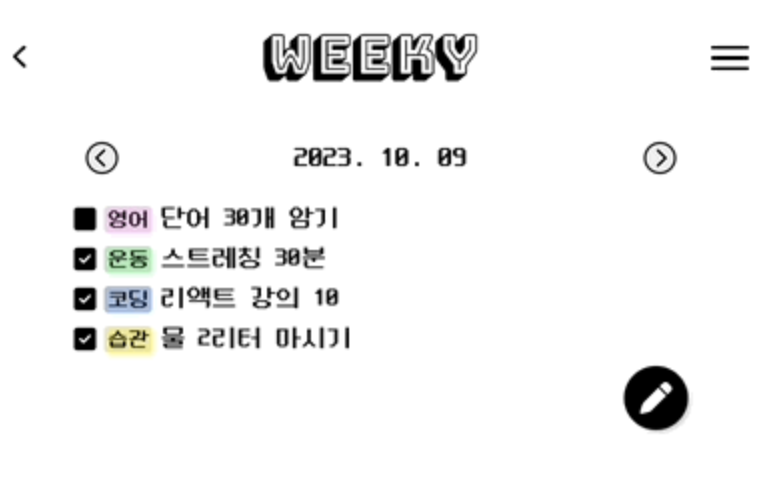 WEEKY
2023. 10. 09
영어 단어 30개 암기
운동 스트레칭 30분
코딩 리액트 강의 10
습관 물 2리터 마시기